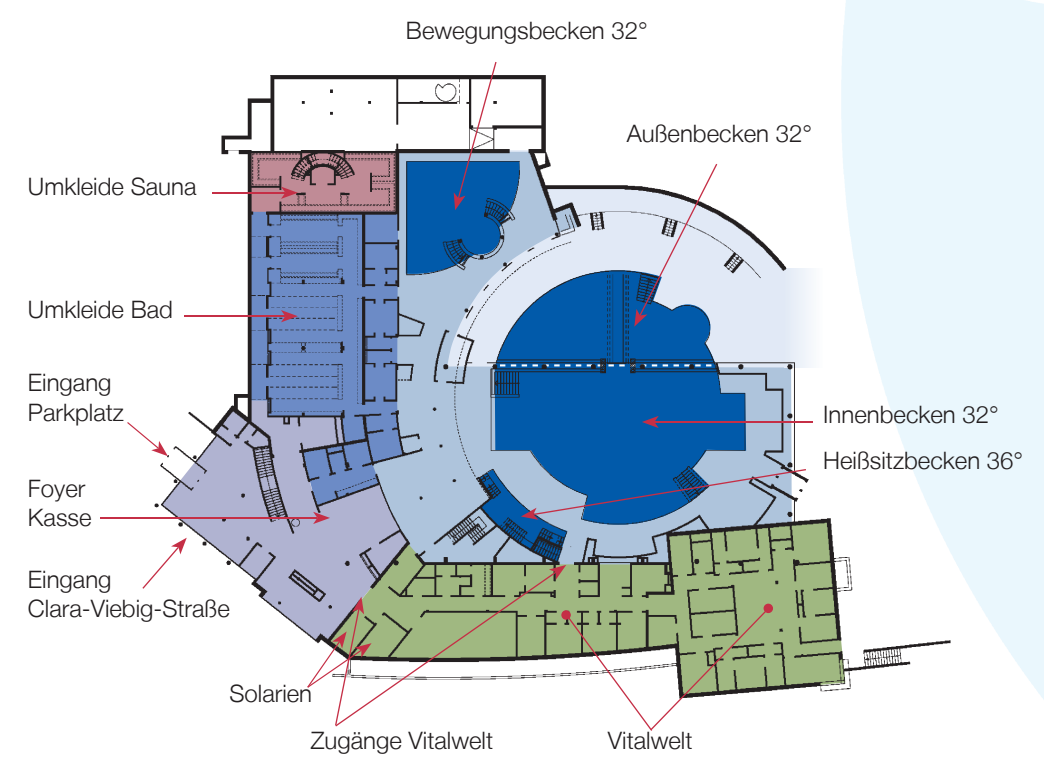 Bewegungsbecken 32°
Außenbecken 32°
Umkleide Sauna
Umkleide Bad
Eingang
Parkplatz
Innenbecken 32°
Heißsitzbecken 36°
Foyer
Kasse
Eingang
Clara-Viebig-Straße
Solarien
Zugänge Vitalwelt
Vitalwelt